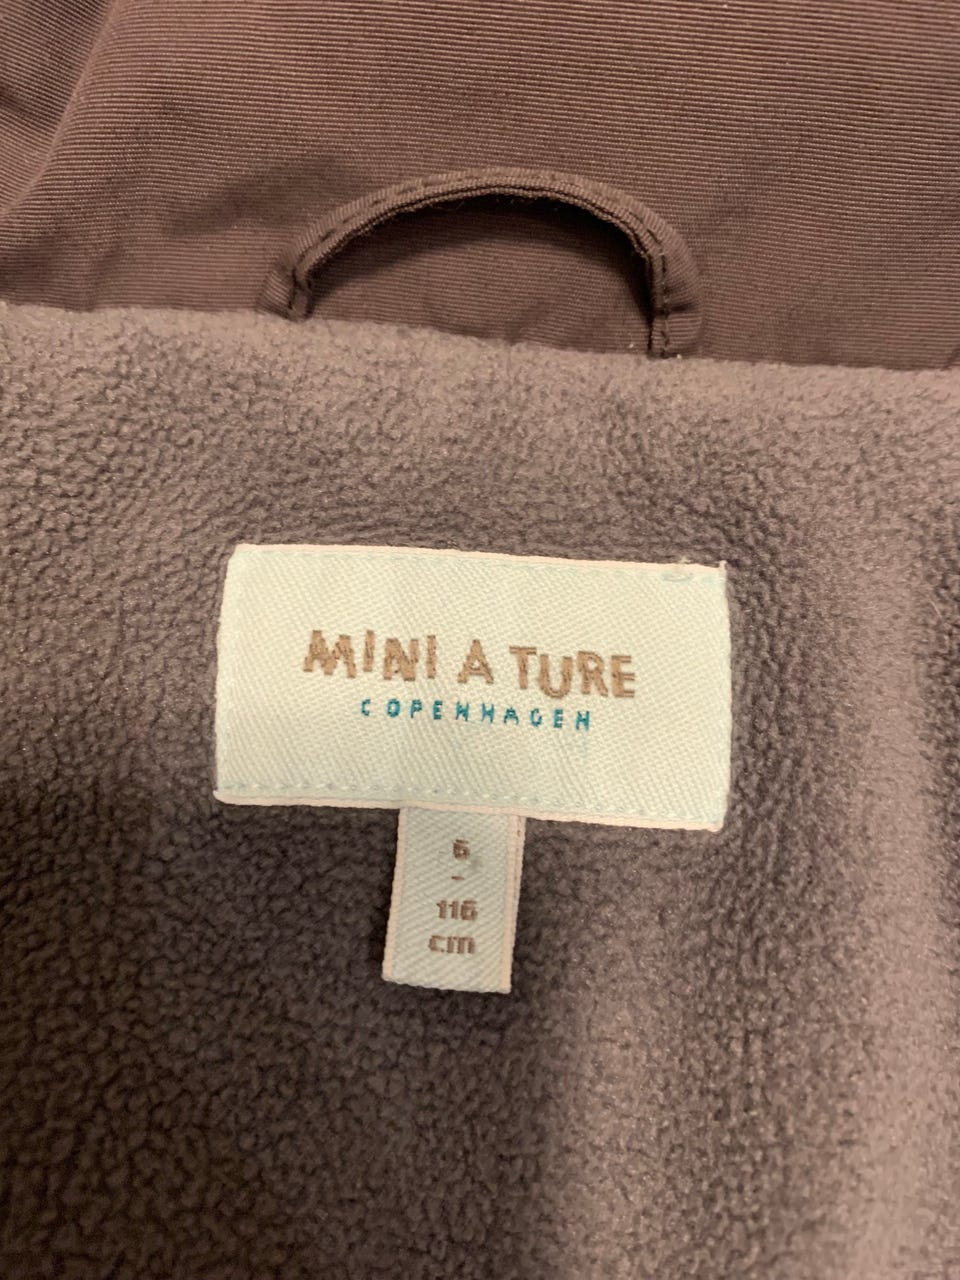 MINI A TURE
COPENHAGEN
6
-
116
cm